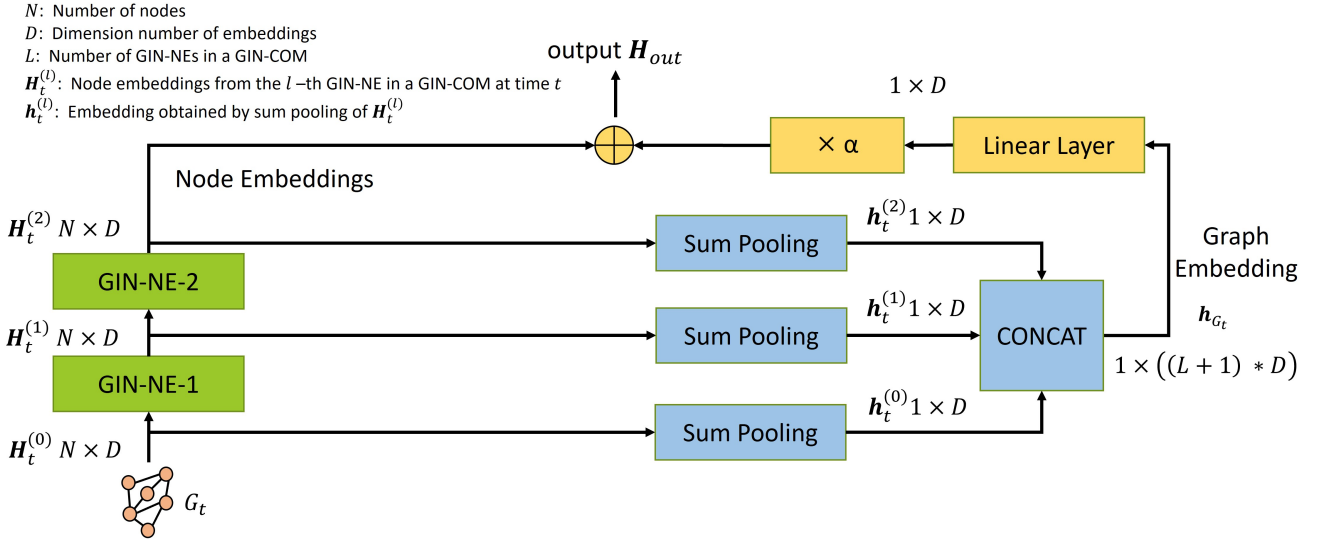 N: Number of nodes
D: Dimension number of embeddings
L: Number of GIN-NEs in a GIN-COM
H_t^(l): Node embeddings from the l –th GIN-NE in a GIN-COM at time t
h_t^(l): Embedding obtained by sum pooling of H_t^(l)
output H_out
1 × D
× α
Linear Layer
Node Embeddings
H_t^(2) N × D
Sum Pooling
h_t^(2) 1 × D
Graph
Embedding
h_{G_t}
1 × ((L + 1) * D)
GIN-NE-2
H_t^(1) N × D
Sum Pooling
h_t^(1) 1 × D
CONCAT
GIN-NE-1
H_t^(0) N × D
Sum Pooling
h_t^(0) 1 × D
G_t